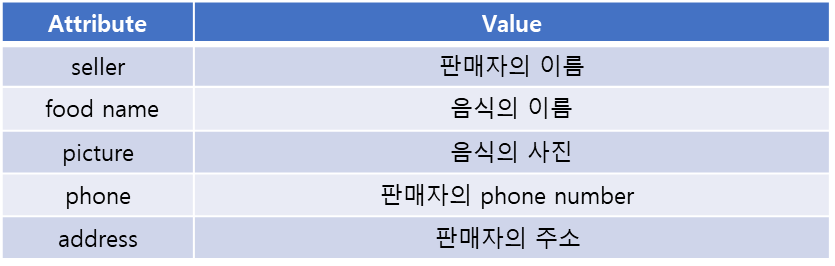 Attribute Value
seller 판매자의 이름
food name 음식의 이름
picture 음식의 사진
phone 판매자의 phone number
address 판매자의 주소